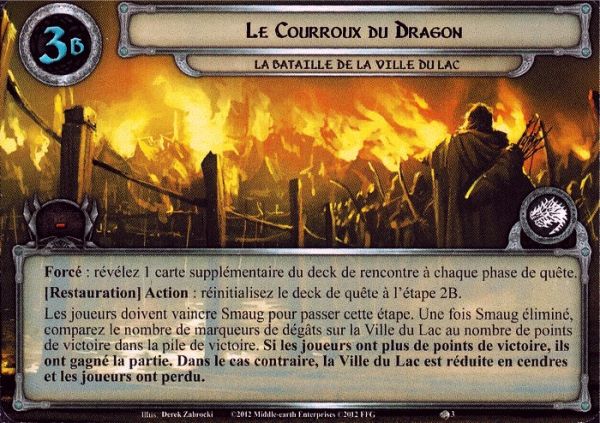 3B
LE COURROUX DU DRAGON
LA BATAILLE DE LA VILLE DU LAC
-
Forcé : révélez 1 carte supplémentaire du deck de rencontre à chaque phase de quête.
[Restauration] Action : réinitialisez le deck de quête à l'étape 2B.
Les joueurs doivent vaincre Smaug pour passer cette étape. Une fois Smaug éliminé,
comparez le nombre de marqueurs de dégâts sur la Ville du Lac au nombre de points
de victoire dans la pile de victoire. Si les joueurs ont plus de points de victoire, ils
ont gagné la partie. Dans le cas contraire, la Ville du Lac est réduite en cendres
et les joueurs ont perdu.
Illus. Derek Zabrocki ©2012 Middle-earth Enterprises ©2012 FFG 3